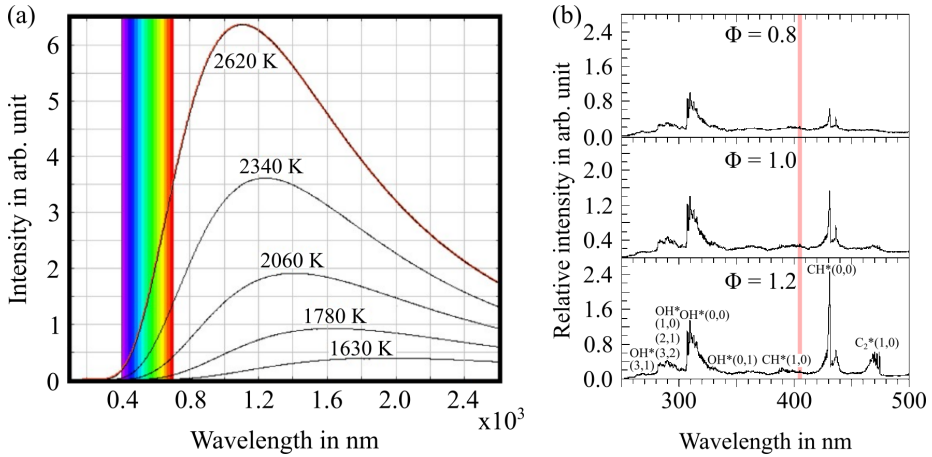 (a)
Intensity in arb. unit
6
5
4
3
2
1
0
2620 K
2340 K
2060 K
1780 K
1630 K
0.4 0.8 1.2 1.6 2.0 2.4
x10³
Wavelength in nm
(b)
Relative intensity in arb. unit
2.4
1.6
0.8
0.0
Φ = 0.8
2.0
1.2
0.4
Φ = 1.0
2.4
1.6
0.8
0.0
Φ = 1.2
CH*(0,0)
OH*
(1,0)
(2,1)
(3,2)
OH*(0,0)
OH*
(3,1)
OH*(0,1)
CH*(1,0)
C₂*(1,0)
300 400 500
Wavelength in nm